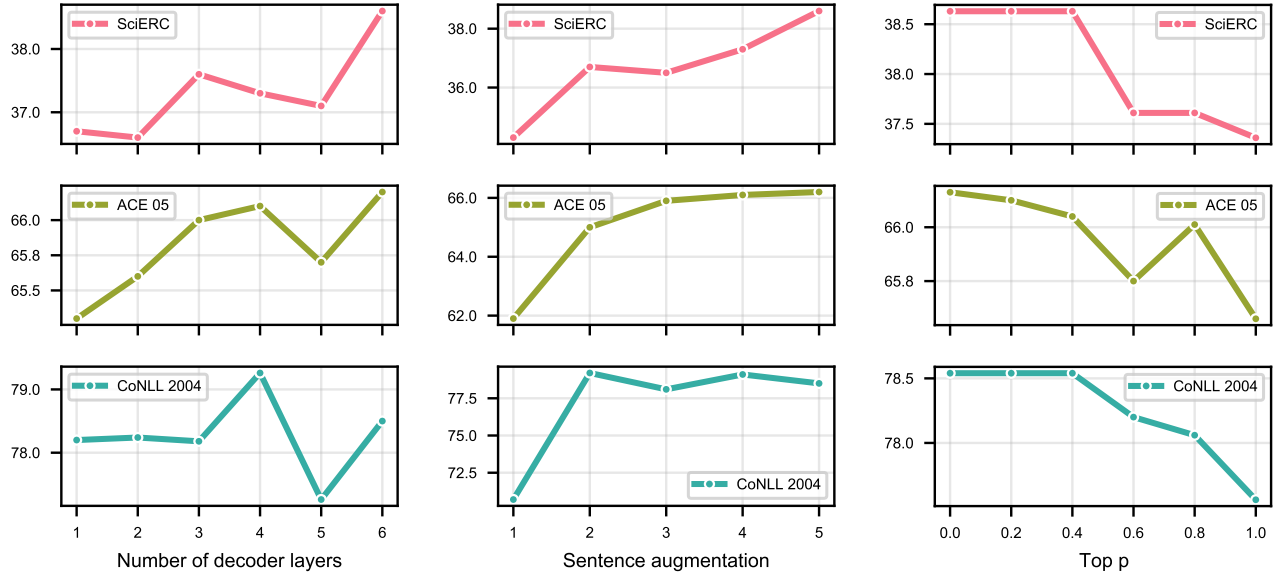 SciERC
38.0
37.0
SciERC
38.0
36.0
SciERC
38.5
38.0
37.5
ACE 05
66.0
65.8
65.5
ACE 05
66.0
64.0
62.0
ACE 05
66.0
65.8
CoNLL 2004
79.0
78.0
1 2 3 4 5 6
Number of decoder layers
CoNLL 2004
77.5
75.0
72.5
1 2 3 4 5
Sentence augmentation
CoNLL 2004
78.5
78.0
0.0 0.2 0.4 0.6 0.8 1.0
Top p